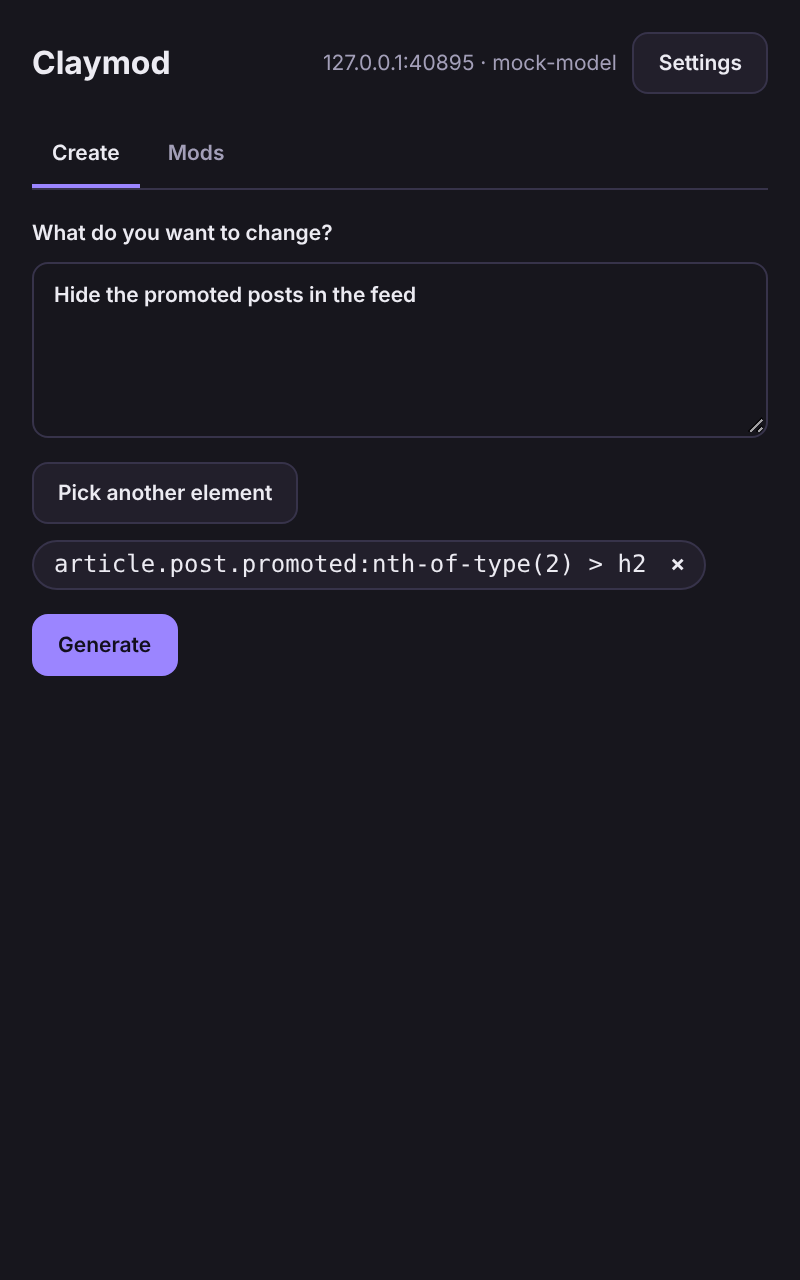 Claymod
127.0.0.1:40895 · mock-model
Settings
Create
Mods
What do you want to change?
Hide the promoted posts in the feed
Pick another element
article.post.promoted:nth-of-type(2) > h2 ×
Generate